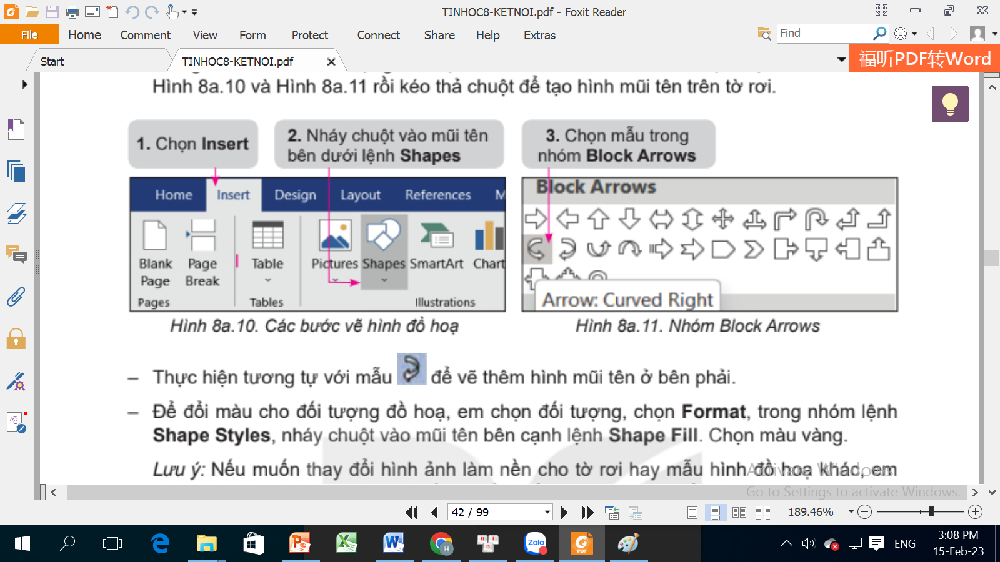 TINHOC8-KETNOI.pdf - Foxit Reader
File Home Comment View Form Protect Connect Share Help Extras
Find
Start
TINHOC8-KETNOI.pdf
福昕PDF转Word
Hình 8a.10 và Hình 8a.11 rồi kéo thả chuột để tạo hình mũi tên trên tờ rơi.
1. Chọn Insert
2. Nháy chuột vào mũi tên
bên dưới lệnh Shapes
3. Chọn mẫu trong
nhóm Block Arrows
Home Insert Design Layout References M
Blank Page
Page Break
Table
Pictures Shapes SmartArt Chart
Pages Tables Illustrations
Block Arrows
Arrow: Curved Right
Hình 8a.10. Các bước vẽ hình đồ hoạ
Hình 8a.11. Nhóm Block Arrows
– Thực hiện tương tự với mẫu để vẽ thêm hình mũi tên ở bên phải.
– Để đổi màu cho đối tượng đồ hoạ, em chọn đối tượng, chọn Format, trong nhóm lệnh
Shape Styles, nháy chuột vào mũi tên bên cạnh lệnh Shape Fill. Chọn màu vàng.
Lưu ý: Nếu muốn thay đổi hình ảnh làm nền cho tờ rơi hay mẫu hình đồ hoạ khác, em
Activate Windows
Go to Settings to activate Windows.
42 / 99
189.46%
ENG
3:08 PM
15-Feb-23